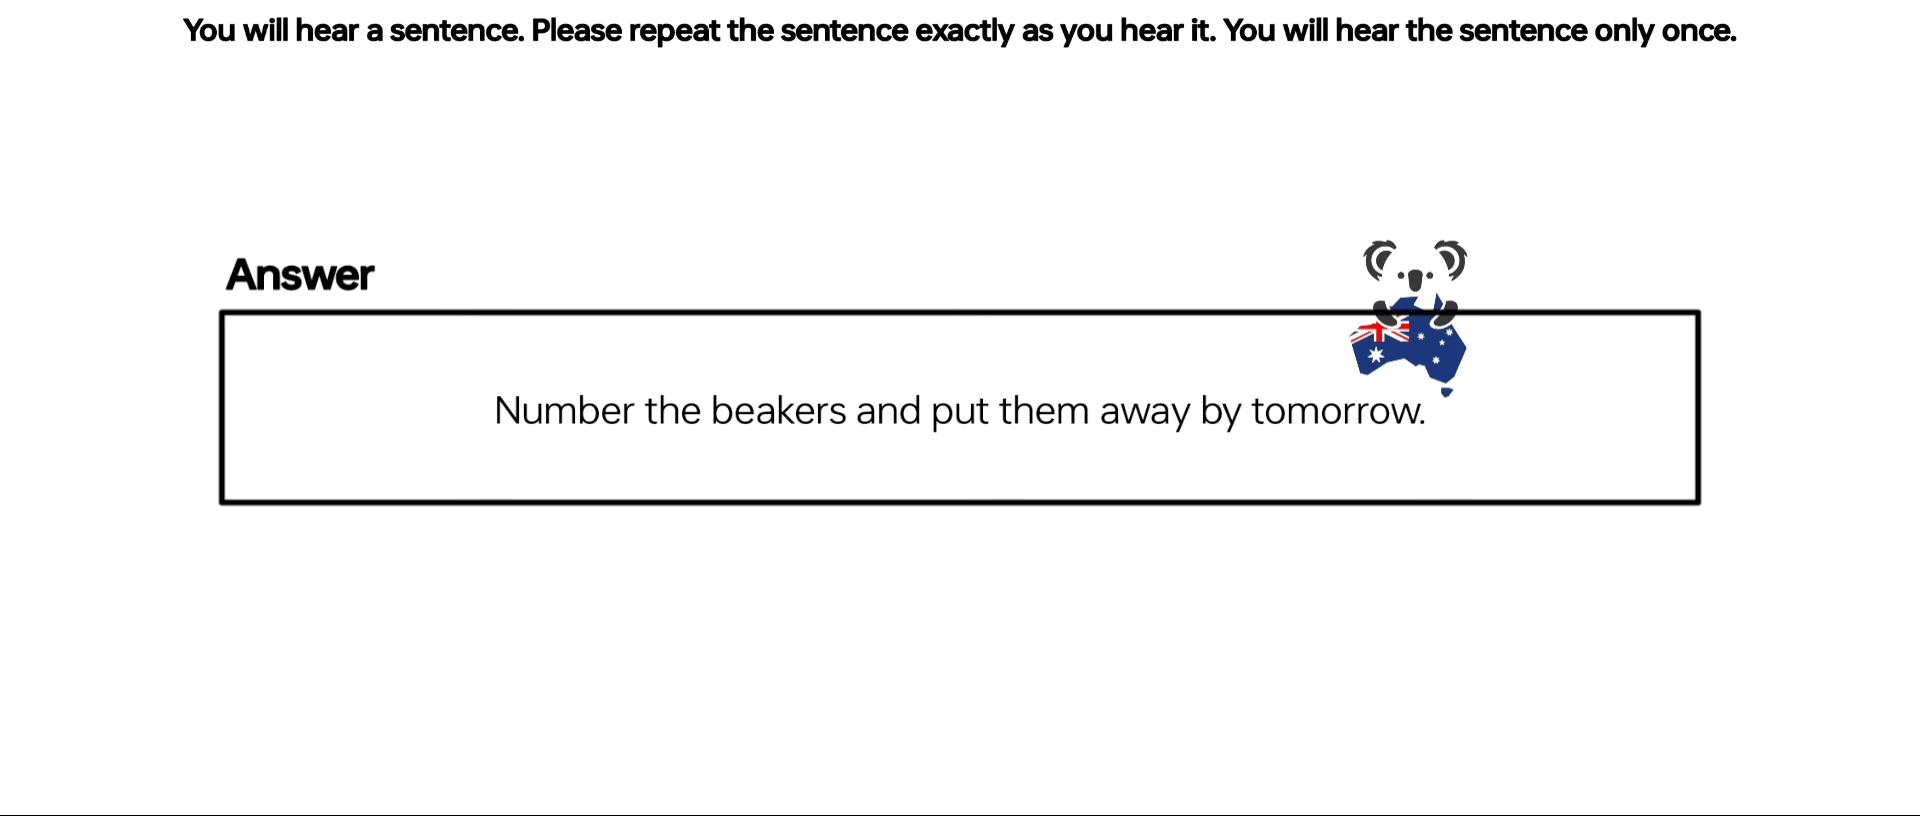 You will hear a sentence. Please repeat the sentence exactly as you hear it. You will hear the sentence only once.
Answer
Number the beakers and put them away by tomorrow.